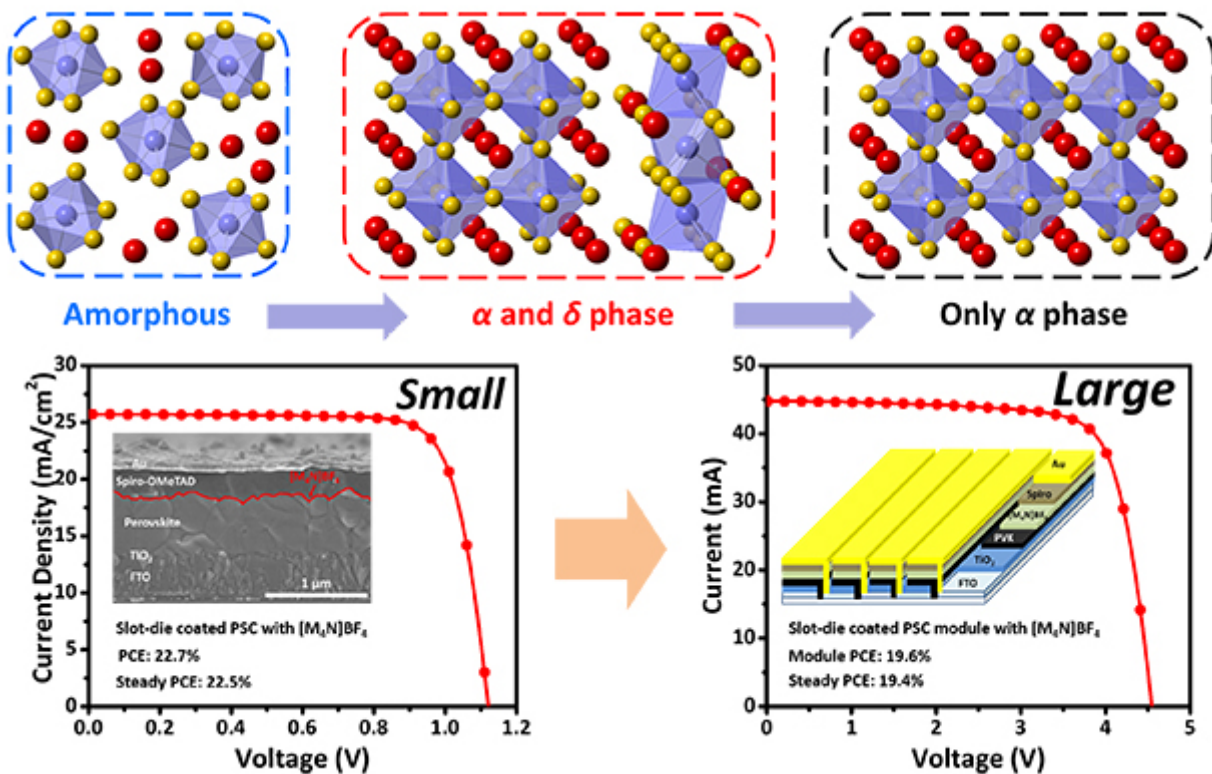 Amorphous
α and δ phase
Only α phase
Small
30
25
20
15
10
5
0
Current Density (mA/cm²)
Au
Spiro-OMeTAD
[M₄N]BF₄
Perovskite
TiO₂
FTO
1 μm
Slot-die coated PSC with [M₄N]BF₄
PCE: 22.7%
Steady PCE: 22.5%
0.0 0.2 0.4 0.6 0.8 1.0 1.2
Voltage (V)
Large
50
40
30
20
10
0
Current (mA)
Au
Spiro
[M₄N]BF₄
PVK
TiO₂
FTO
Slot-die coated PSC module with [M₄N]BF₄
Module PCE: 19.6%
Steady PCE: 19.4%
0 1 2 3 4 5
Voltage (V)